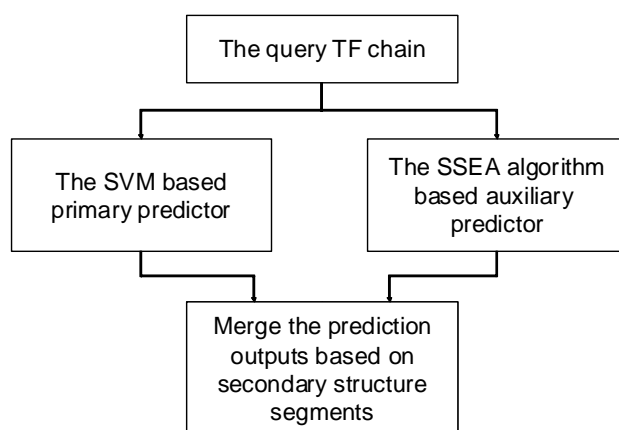 The query TF chain
The SVM based
primary predictor
The SSEA algorithm
based auxiliary
predictor
Merge the prediction
outputs based on
secondary structure
segments